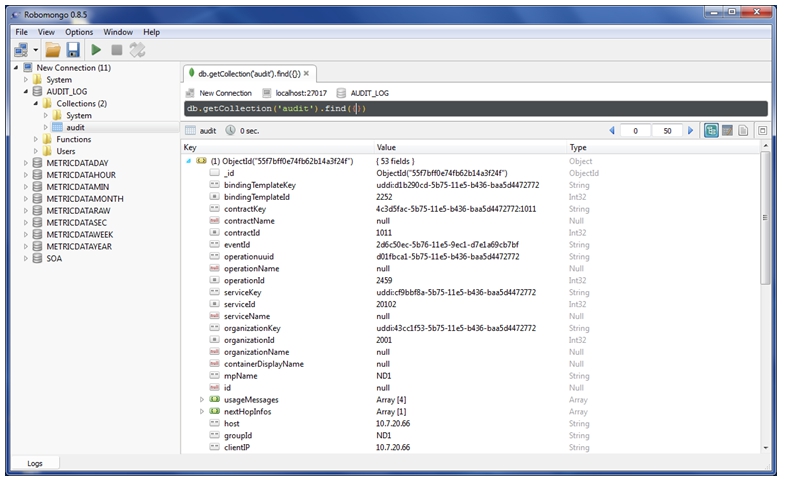 Robomongo 0.8.5
File View Options Window Help
New Connection (11)
System
AUDIT_LOG
Collections (2)
System
audit
Functions
Users
METRICDATADAY
METRICDATAHOUR
METRICDATAMIN
METRICDATAMONTH
METRICDATARAW
METRICDATASEC
METRICDATAWEEK
METRICDATAYEAR
SOA
db.getCollection('audit').find({})
New Connection localhost:27017 AUDIT_LOG
db.getCollection('audit').find({})
audit 0 sec. 0 50
Key Value Type
(1) ObjectId("55f7bff0e74fb62b14a3f24f") { 53 fields } Object
_id ObjectId("55f7bff0e74fb62b14a3f24f") ObjectId
bindingTemplateKey uddi:d1b290cd-5b75-11e5-b436-baa5d4472772 String
bindingTemplateId 2252 Int32
contractKey 4c3d5fac-5b75-11e5-b436-baa5d4472772:1011 String
contractName null Null
contractId 1011 Int32
eventId 2d6c50ec-5b76-11e5-9ec1-d7e1a69cb7bf String
operationuuid d01fbca1-5b75-11e5-b436-baa5d4472772 String
operationName null Null
operationId 2459 Int32
serviceKey uddi:cf9bbf8a-5b75-11e5-b436-baa5d4472772 String
serviceId 20102 Int32
serviceName null Null
organizationKey uddi:43cc1f53-5b75-11e5-b436-baa5d4472772 String
organizationId 2001 Int32
organizationName null Null
containerDisplayName null Null
mpName ND1 String
id null Null
usageMessages Array [4] Array
nextHopInfos Array [1] Array
host 10.7.20.66 String
groupId ND1 String
clientIP 10.7.20.66 String
Logs